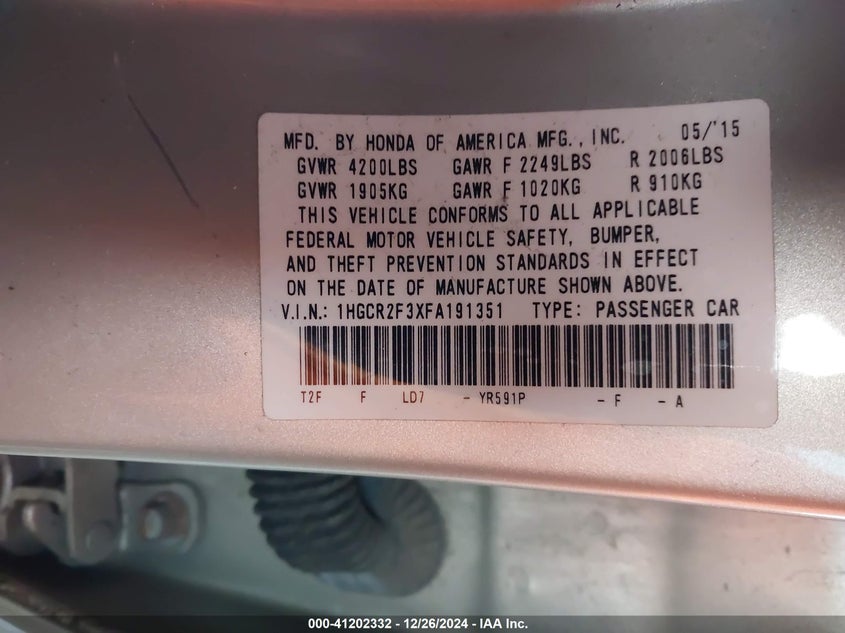 MFD. BY HONDA OF AMERICA MFG., INC. 05/'15
GVWR 4200LBS GAWR F 2249LBS R 2006LBS
GVWR 1905KG GAWR F 1020KG R 910KG
THIS VEHICLE CONFORMS TO ALL APPLICABLE
FEDERAL MOTOR VEHICLE SAFETY, BUMPER,
AND THEFT PREVENTION STANDARDS IN EFFECT
ON THE DATE OF MANUFACTURE SHOWN ABOVE.
V.I.N.: 1HGCR2F3XFA191351 TYPE: PASSENGER CAR
T2F F LD7 - YR591P - F - A
000-41202332 - 12/26/2024 - IAA Inc.